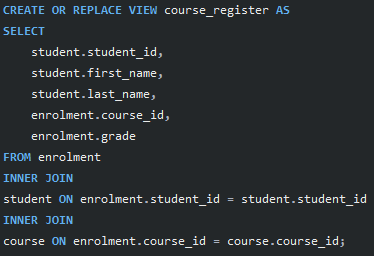 CREATE OR REPLACE VIEW course_register AS
SELECT
    student.student_id,
    student.first_name,
    student.last_name,
    enrolment.course_id,
    enrolment.grade
FROM enrolment
INNER JOIN
student ON enrolment.student_id = student.student_id
INNER JOIN
course ON enrolment.course_id = course.course_id;